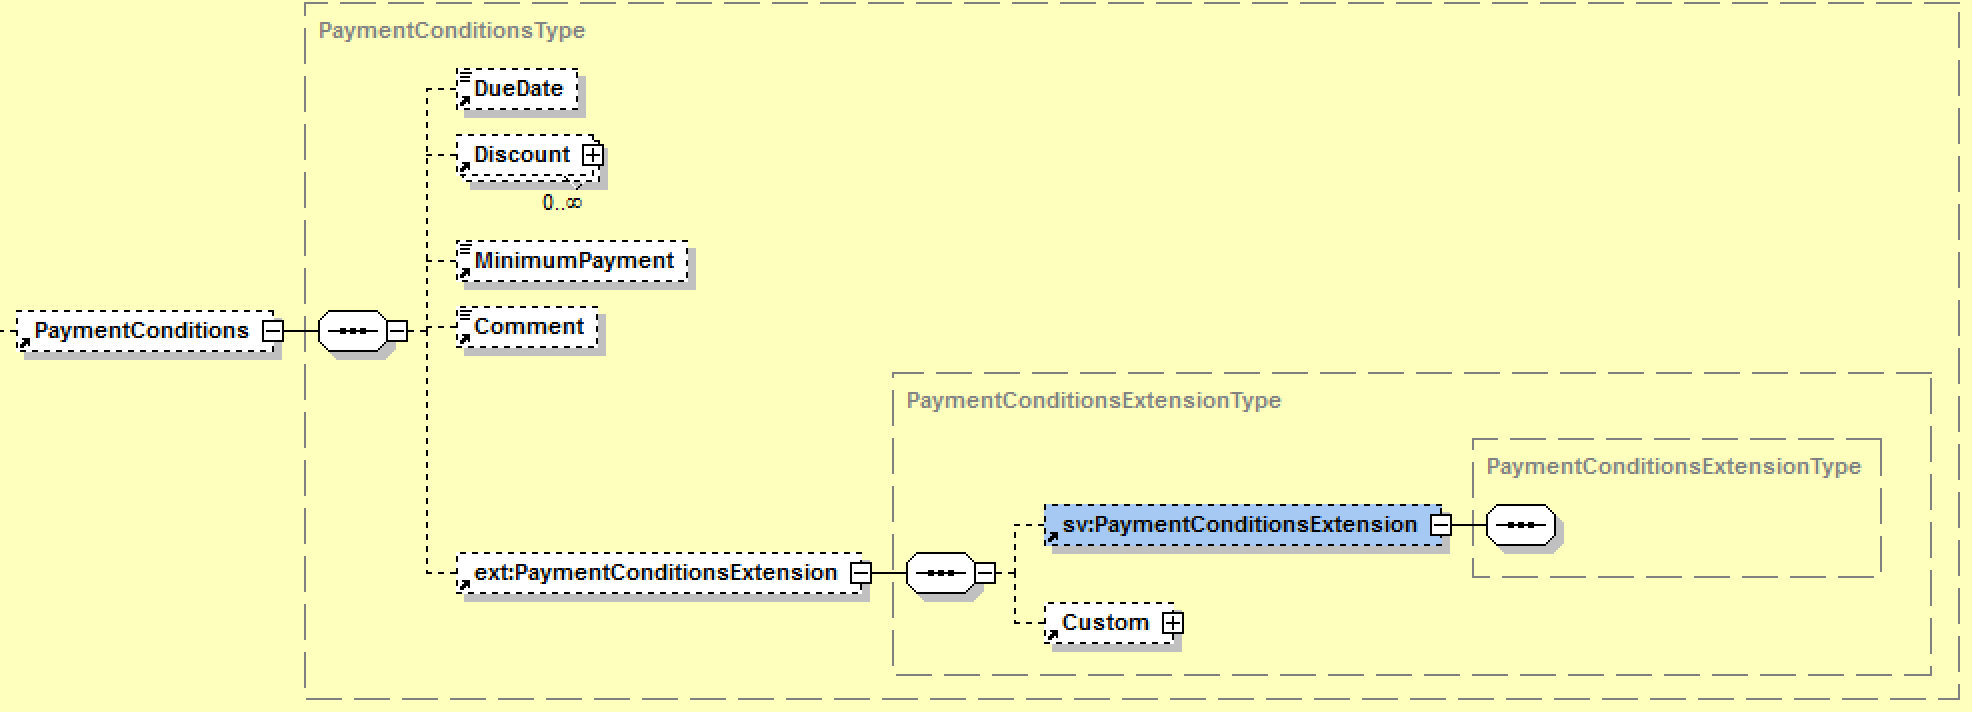 PaymentConditionsType
DueDate
Discount
0..∞
MinimumPayment
PaymentConditions
Comment
PaymentConditionsExtensionType
PaymentConditionsExtensionType
sv:PaymentConditionsExtension
ext:PaymentConditionsExtension
Custom